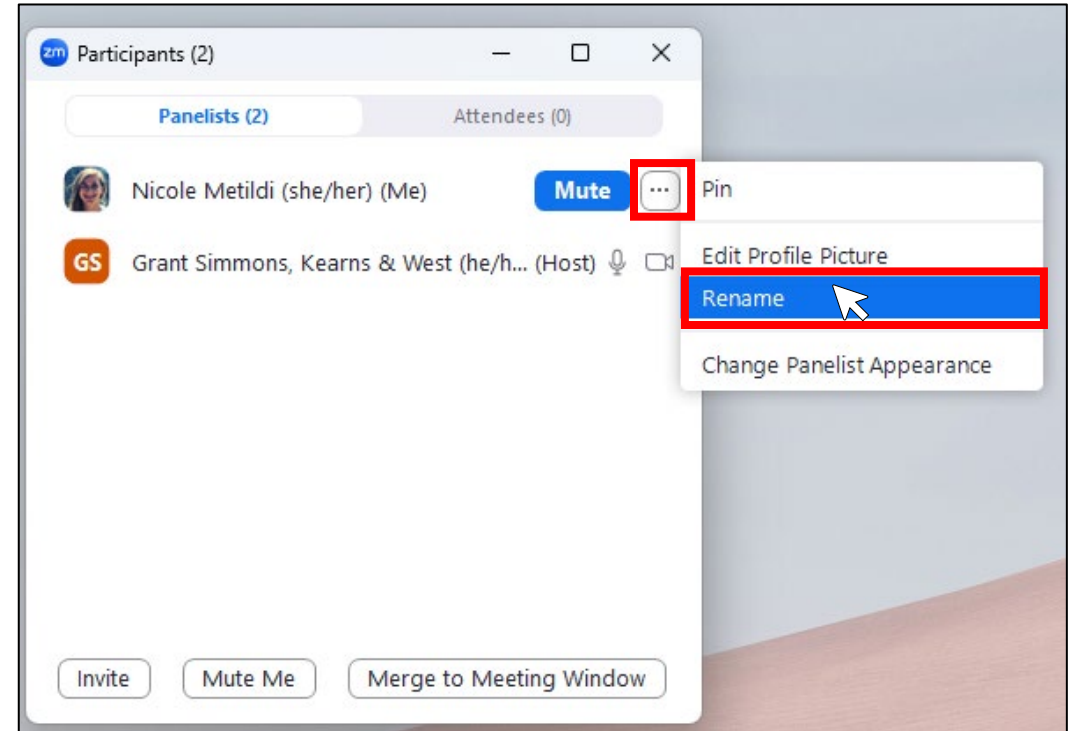 zm Participants (2)
Panelists (2) Attendees (0)
Nicole Metildi (she/her) (Me) Mute ... Pin
GS Grant Simmons, Kearns & West (he/h... (Host) Edit Profile Picture
Rename
Change Panelist Appearance
Invite Mute Me Merge to Meeting Window